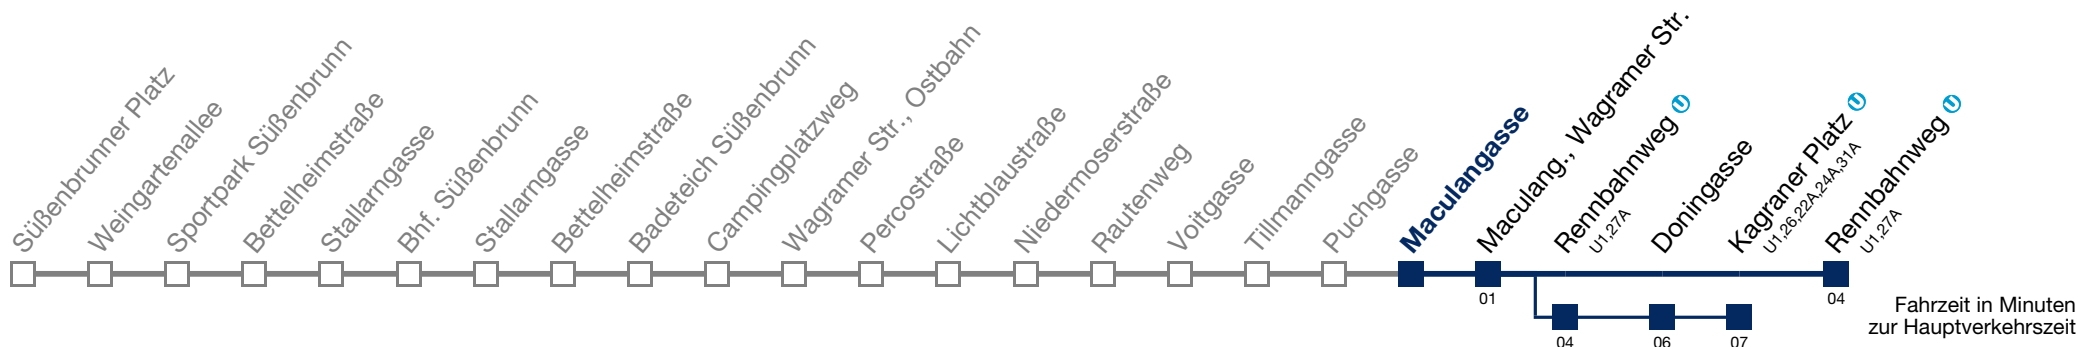 Süßenbrunner Platz
Weingartenallee
Sportpark Süßenbrunn
Bettelheimstraße
Stallarngasse
Bhf. Süßenbrunn
Stallarngasse
Bettelheimstraße
Badeteich Süßenbrunn
Campingplatzweg
Wagramer Str., Ostbahn
Percostraße
Lichtblaustraße
Niedermoserstraße
Rautenweg
Voitgasse
Tillmanngasse
Puchgasse
Maculangasse
Maculang., Wagramer Str.
Rennbahnweg U
U1,27A
Doningasse
Kagraner Platz U
U1,26,22A,24A,31A
Rennbahnweg U
U1,27A
01
04
04
06
07
Fahrzeit in Minuten
zur Hauptverkehrszeit